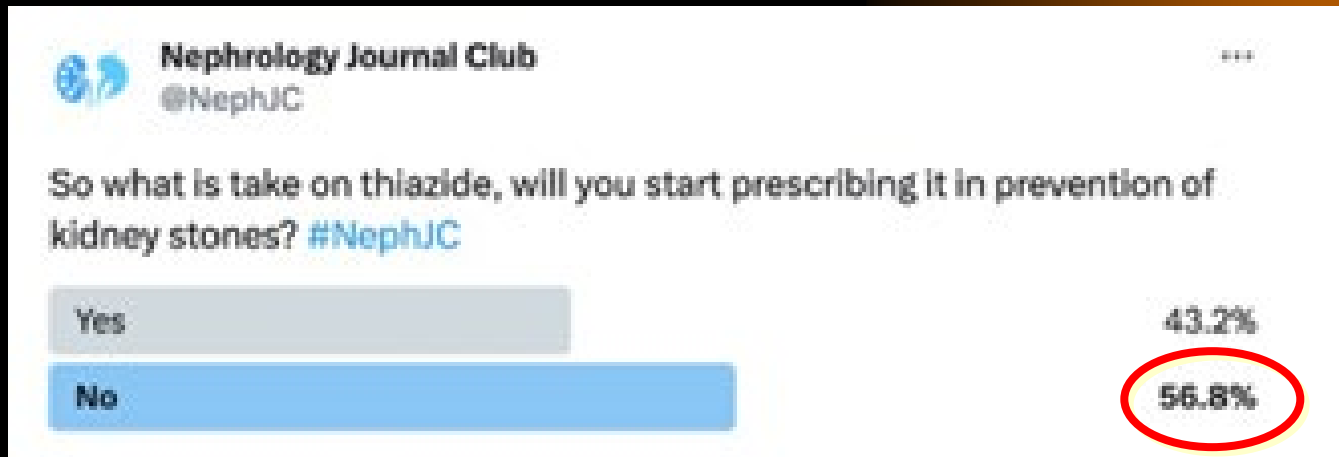 Nephrology Journal Club
@NephJC
So what is take on thiazide, will you start prescribing it in prevention of
kidney stones? #NephJC
Yes 43.2%
No 56.8%